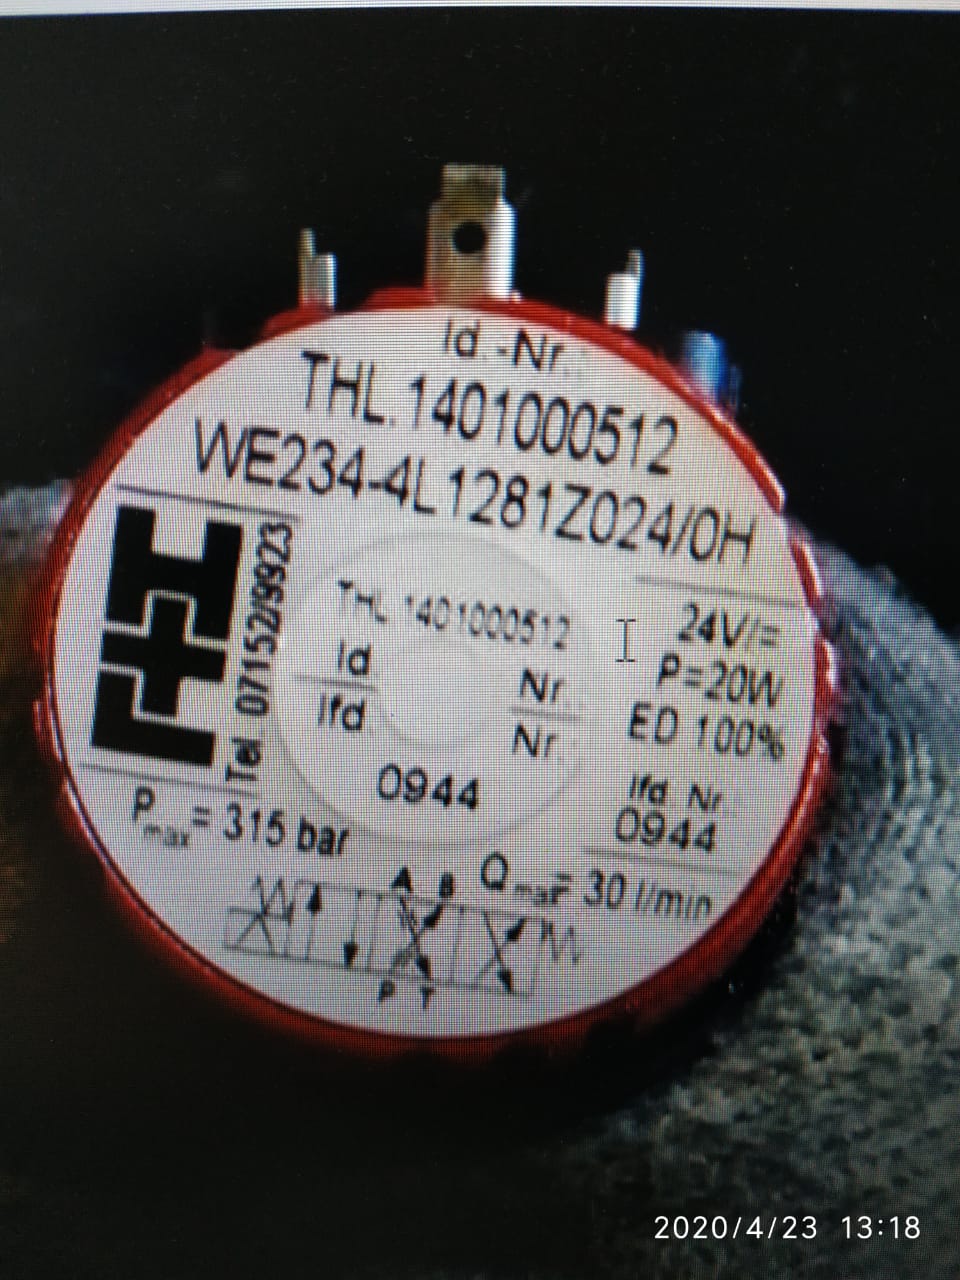 Id.-Nr.:
THL.1401000512
WE234-4L1281Z024/0H
Tel 07152/9923
THL 1401000512
Id Nr.
lfd Nr
0944
24V/=
P=20W
ED 100%
lfd Nr
0944
Pmax = 315 bar
Qmax= 30 l/min
A B
P T
2020/4/23 13:18